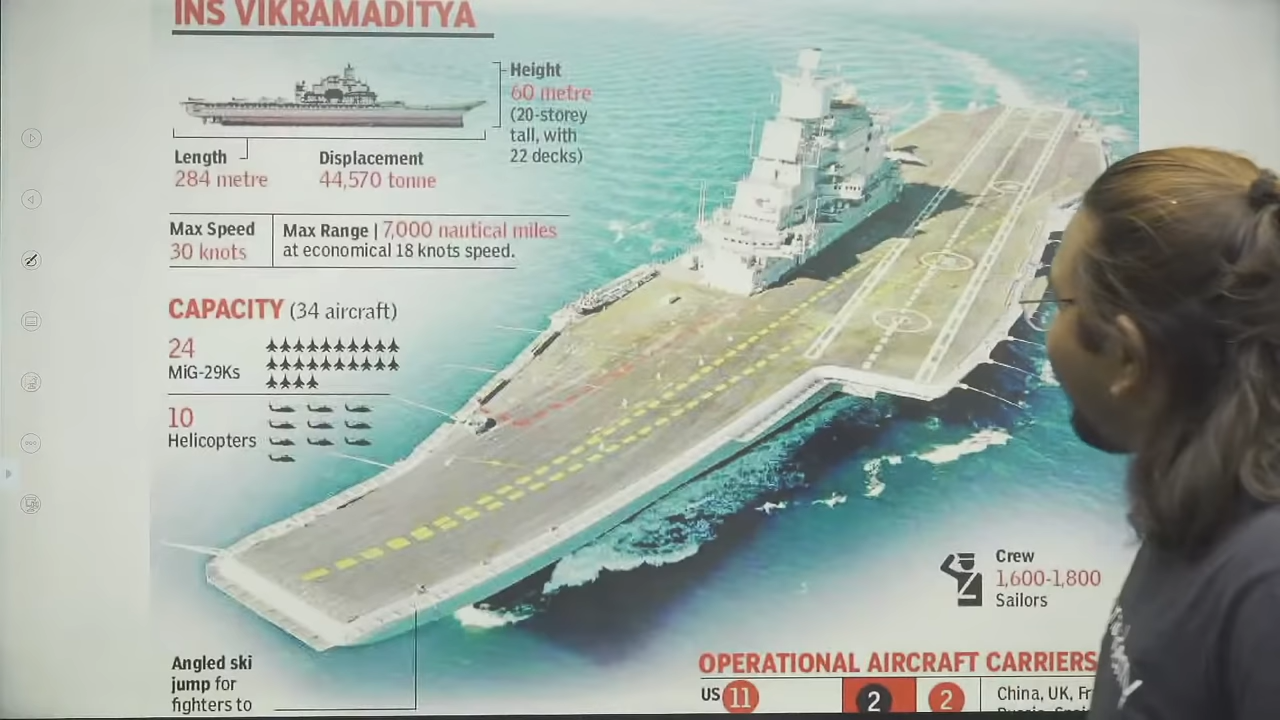 INS VIKRAMADITYA
Height
60 metre
(20-storey
tall, with
22 decks)
Length
284 metre
Displacement
44,570 tonne
Max Speed
30 knots
Max Range | 7,000 nautical miles
at economical 18 knots speed.
CAPACITY (34 aircraft)
24
MiG-29Ks
10
Helicopters
Crew
1,600-1,800
Sailors
Angled ski
jump for
fighters to
OPERATIONAL AIRCRAFT CARRIERS
US 11
2
2
China, UK, Fr